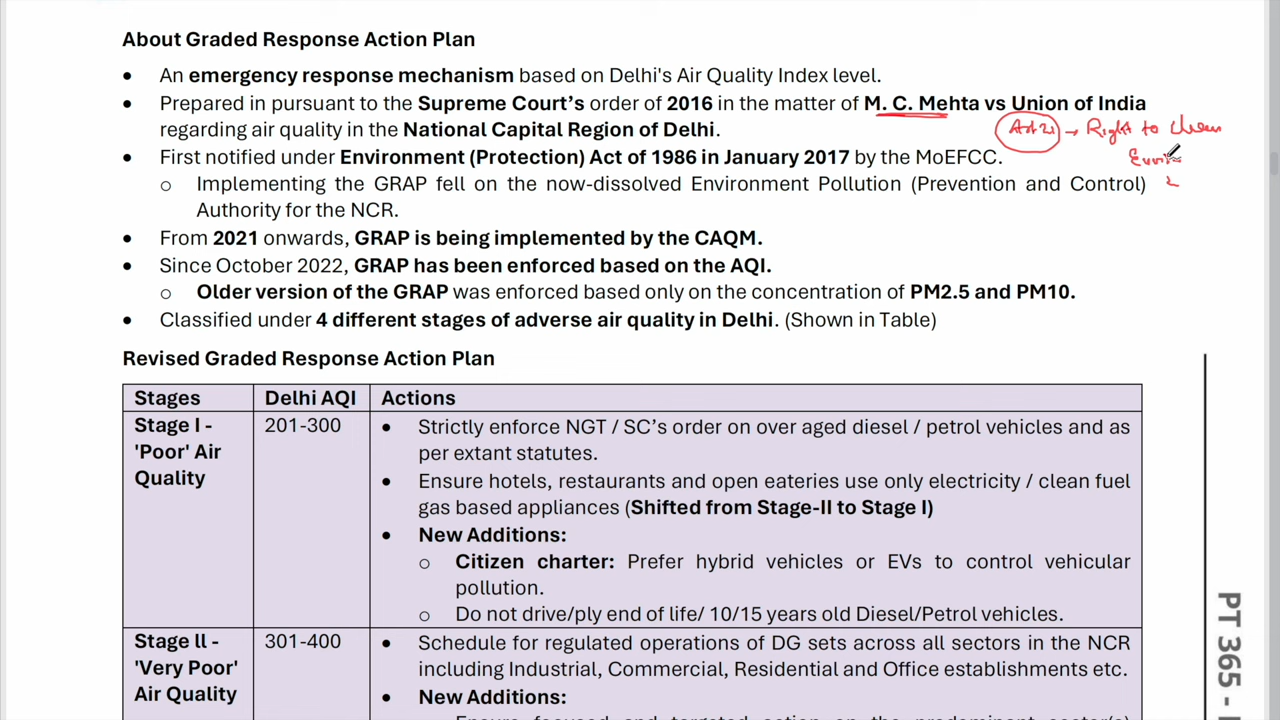 About Graded Response Action Plan
• An emergency response mechanism based on Delhi's Air Quality Index level.
• Prepared in pursuant to the Supreme Court's order of 2016 in the matter of M. C. Mehta vs Union of India
regarding air quality in the National Capital Region of Delhi.
Art 21 → Right to clean
• First notified under Environment (Protection) Act of 1986 in January 2017 by the MoEFCC.
o Implementing the GRAP fell on the now-dissolved Environment Pollution (Prevention and Control)
Authority for the NCR.
• From 2021 onwards, GRAP is being implemented by the CAQM.
• Since October 2022, GRAP has been enforced based on the AQI.
o Older version of the GRAP was enforced based only on the concentration of PM2.5 and PM10.
• Classified under 4 different stages of adverse air quality in Delhi. (Shown in Table)
Revised Graded Response Action Plan
Stages Delhi AQI Actions
Stage I -
'Poor' Air
Quality
201-300
• Strictly enforce NGT / SC's order on over aged diesel / petrol vehicles and as
per extant statutes.
• Ensure hotels, restaurants and open eateries use only electricity / clean fuel
gas based appliances (Shifted from Stage-II to Stage I)
• New Additions:
o Citizen charter: Prefer hybrid vehicles or EVs to control vehicular
pollution.
o Do not drive/ply end of life/ 10/15 years old Diesel/Petrol vehicles.
Stage ll -
'Very Poor'
Air Quality
301-400
• Schedule for regulated operations of DG sets across all sectors in the NCR
including Industrial, Commercial, Residential and Office establishments etc.
• New Additions:
PT 365 -